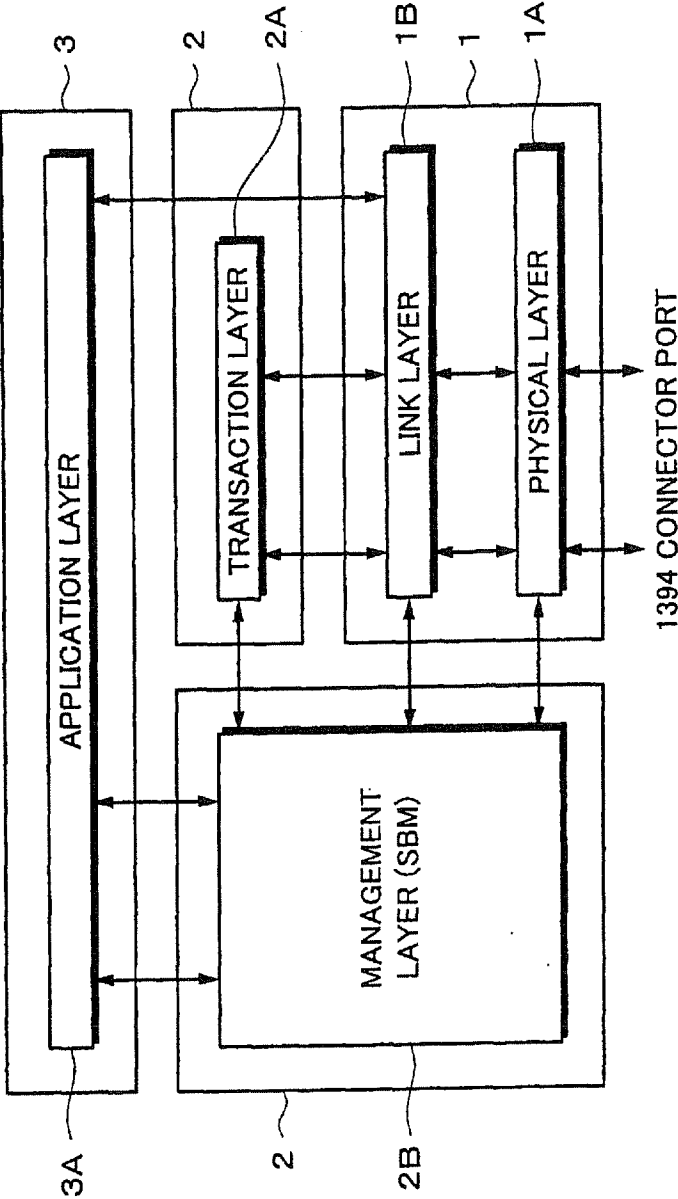 3
3A
APPLICATION LAYER
2
2A
TRANSACTION LAYER
2
2B
MANAGEMENT
LAYER (SBM)
1B
LINK LAYER
1
1A
PHYSICAL LAYER
1394 CONNECTOR PORT